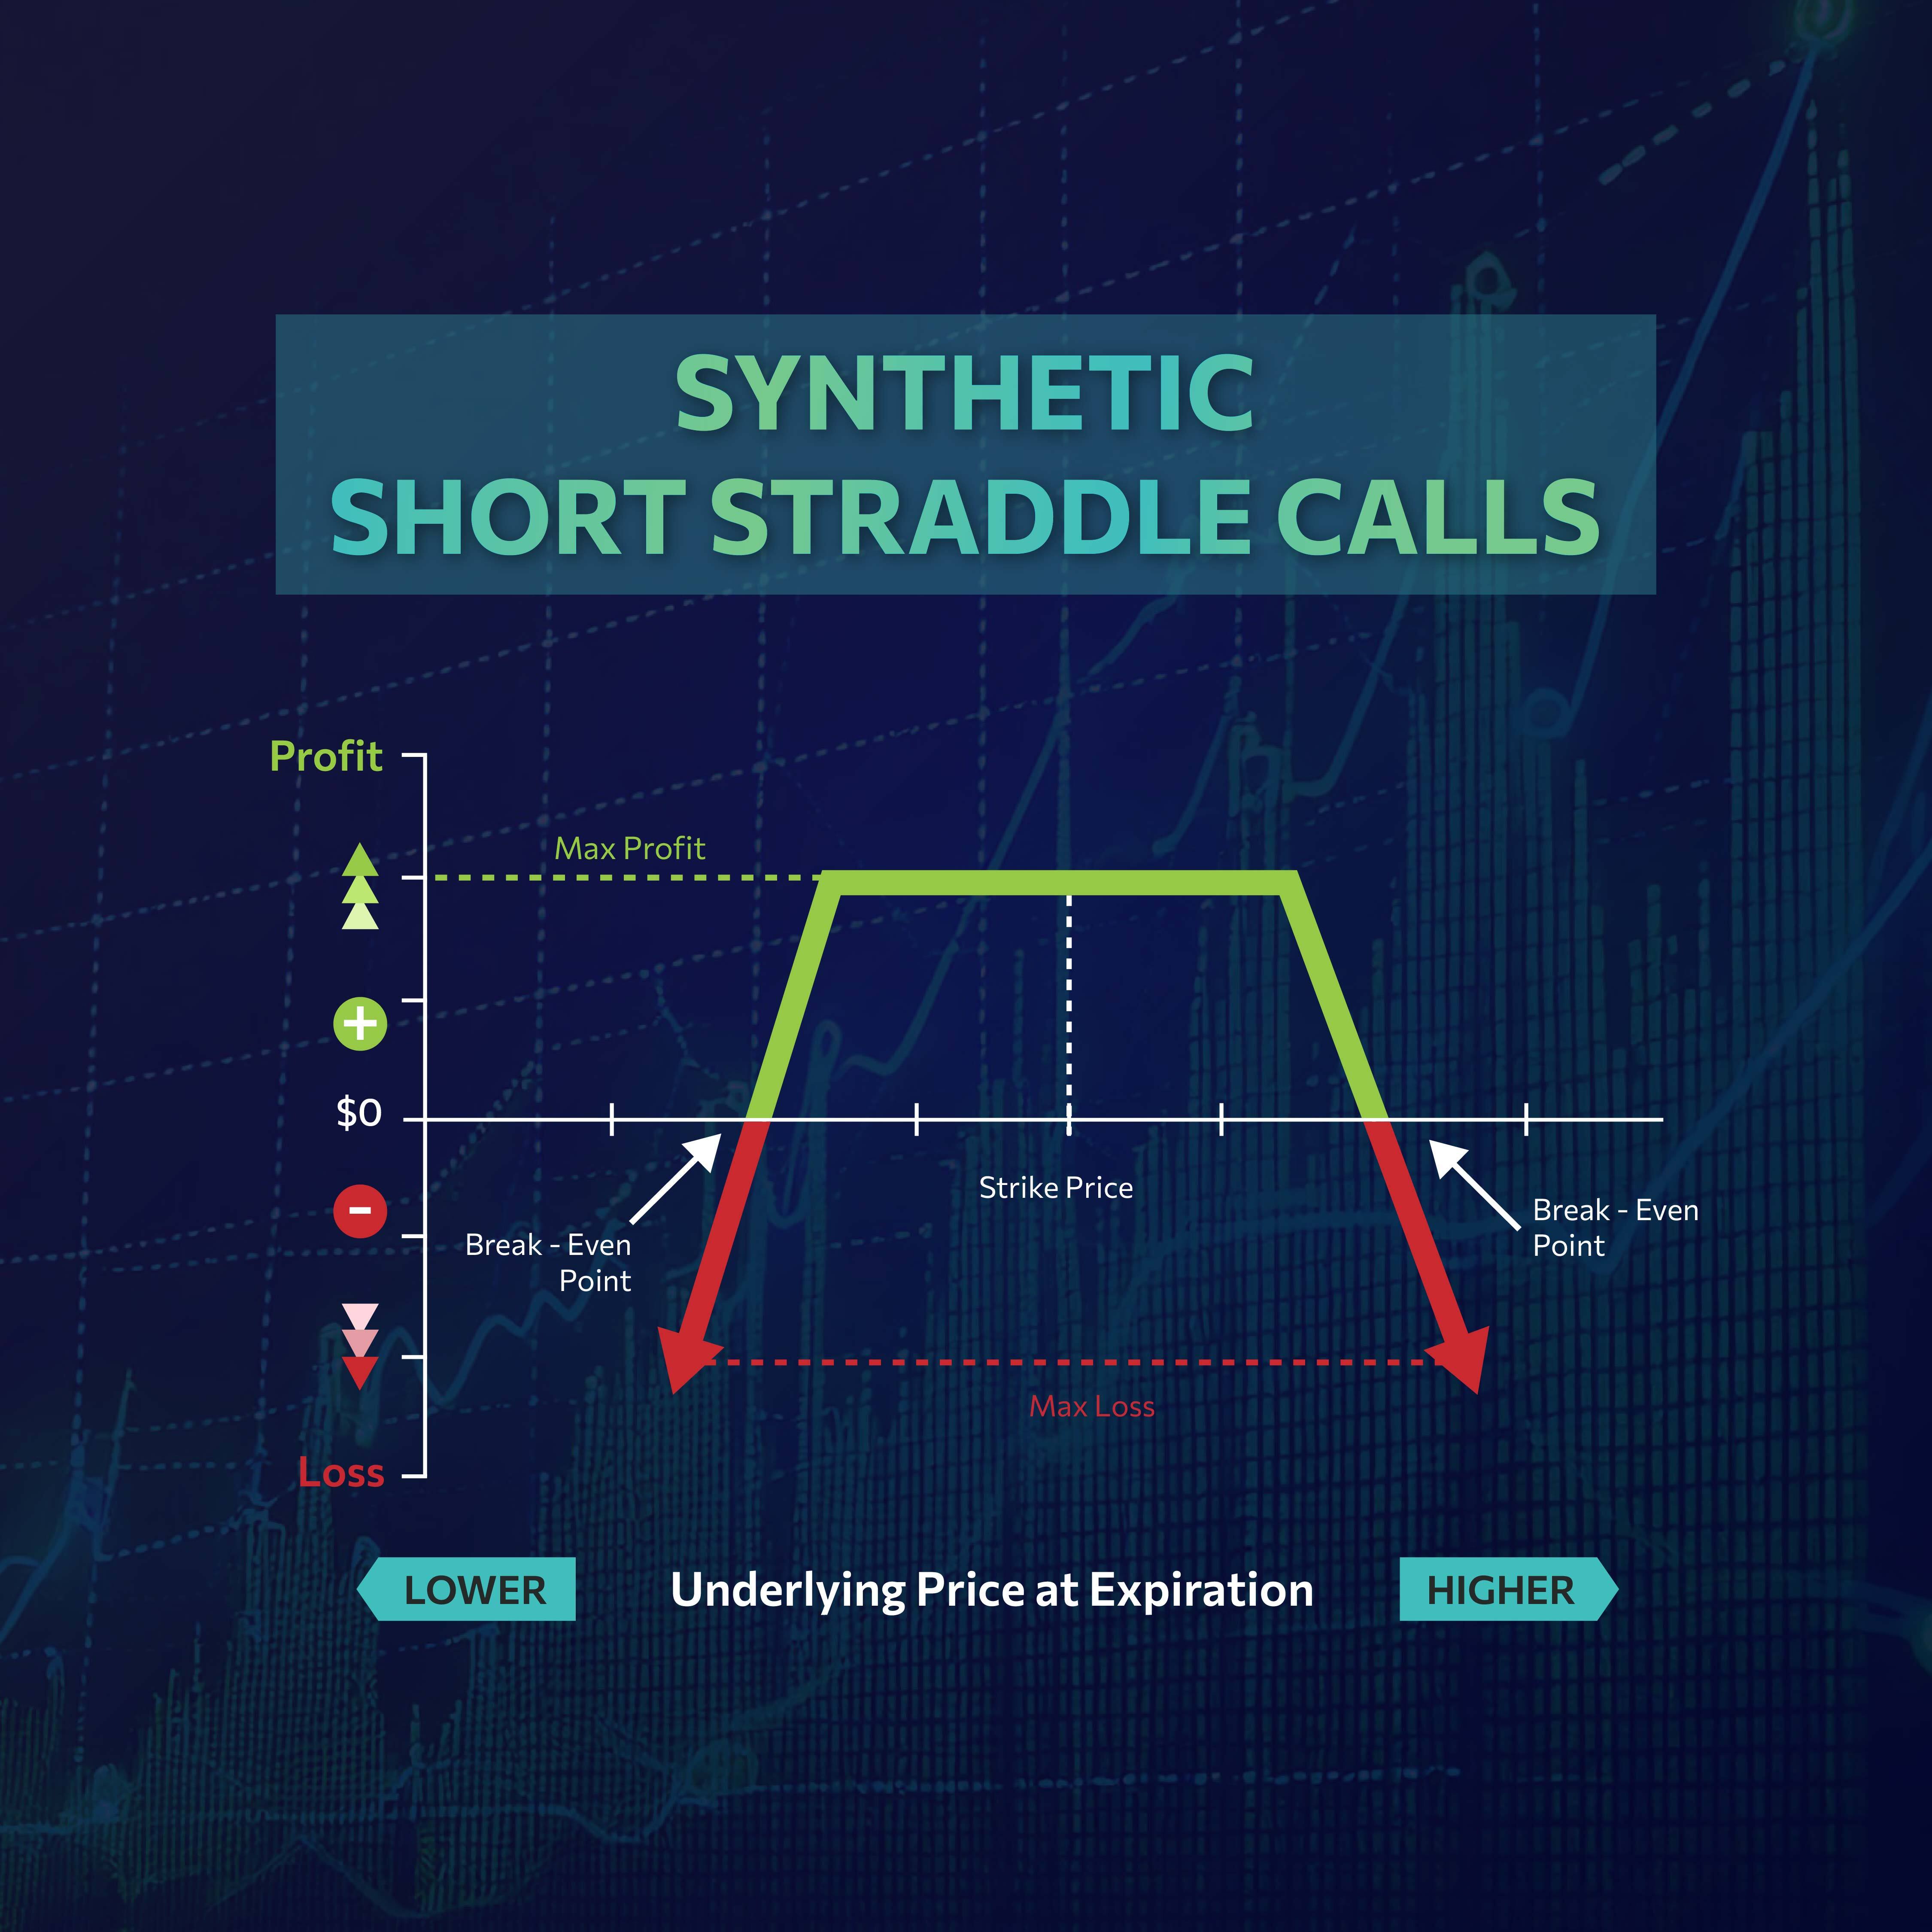 SYNTHETIC
SHORT STRADDLE CALLS
Profit
Max Profit
+
$0
Strike Price
-
Break - Even
Point
Break - Even
Point
Max Loss
Loss
LOWER
Underlying Price at Expiration
HIGHER